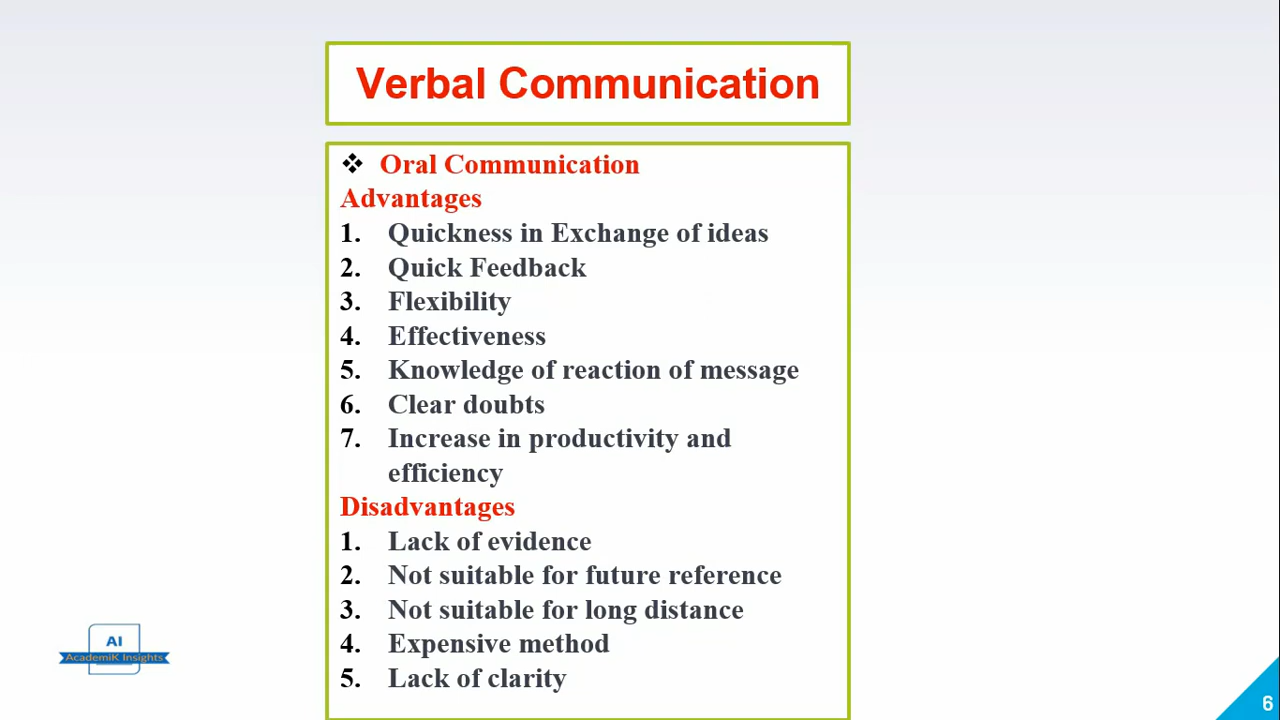 Verbal Communication
❖ Oral Communication
Advantages
1. Quickness in Exchange of ideas
2. Quick Feedback
3. Flexibility
4. Effectiveness
5. Knowledge of reaction of message
6. Clear doubts
7. Increase in productivity and
efficiency
Disadvantages
1. Lack of evidence
2. Not suitable for future reference
3. Not suitable for long distance
4. Expensive method
5. Lack of clarity
AI
AcademiK Insights
6